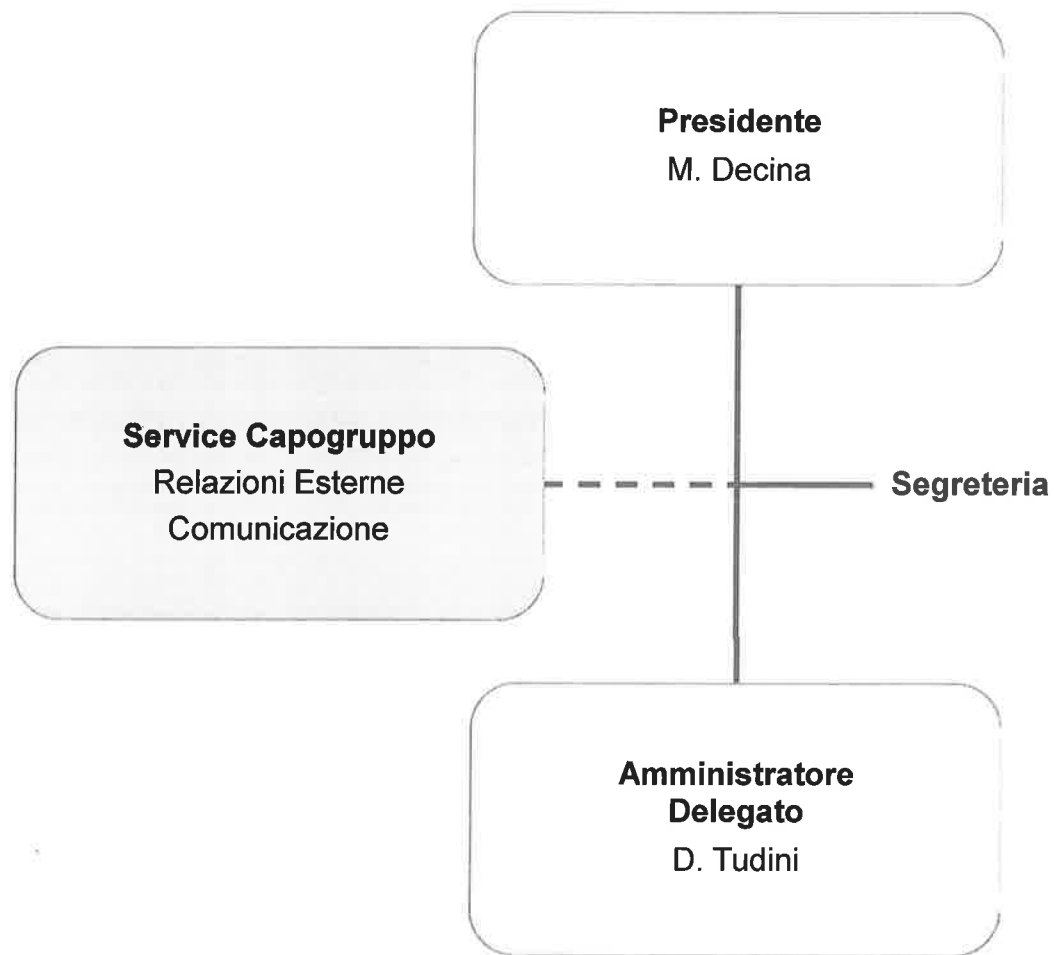 Presidente
M. Decina
Service Capogruppo
Relazioni Esterne
Comunicazione
Segreteria
Amministratore
Delegato
D. Tudini